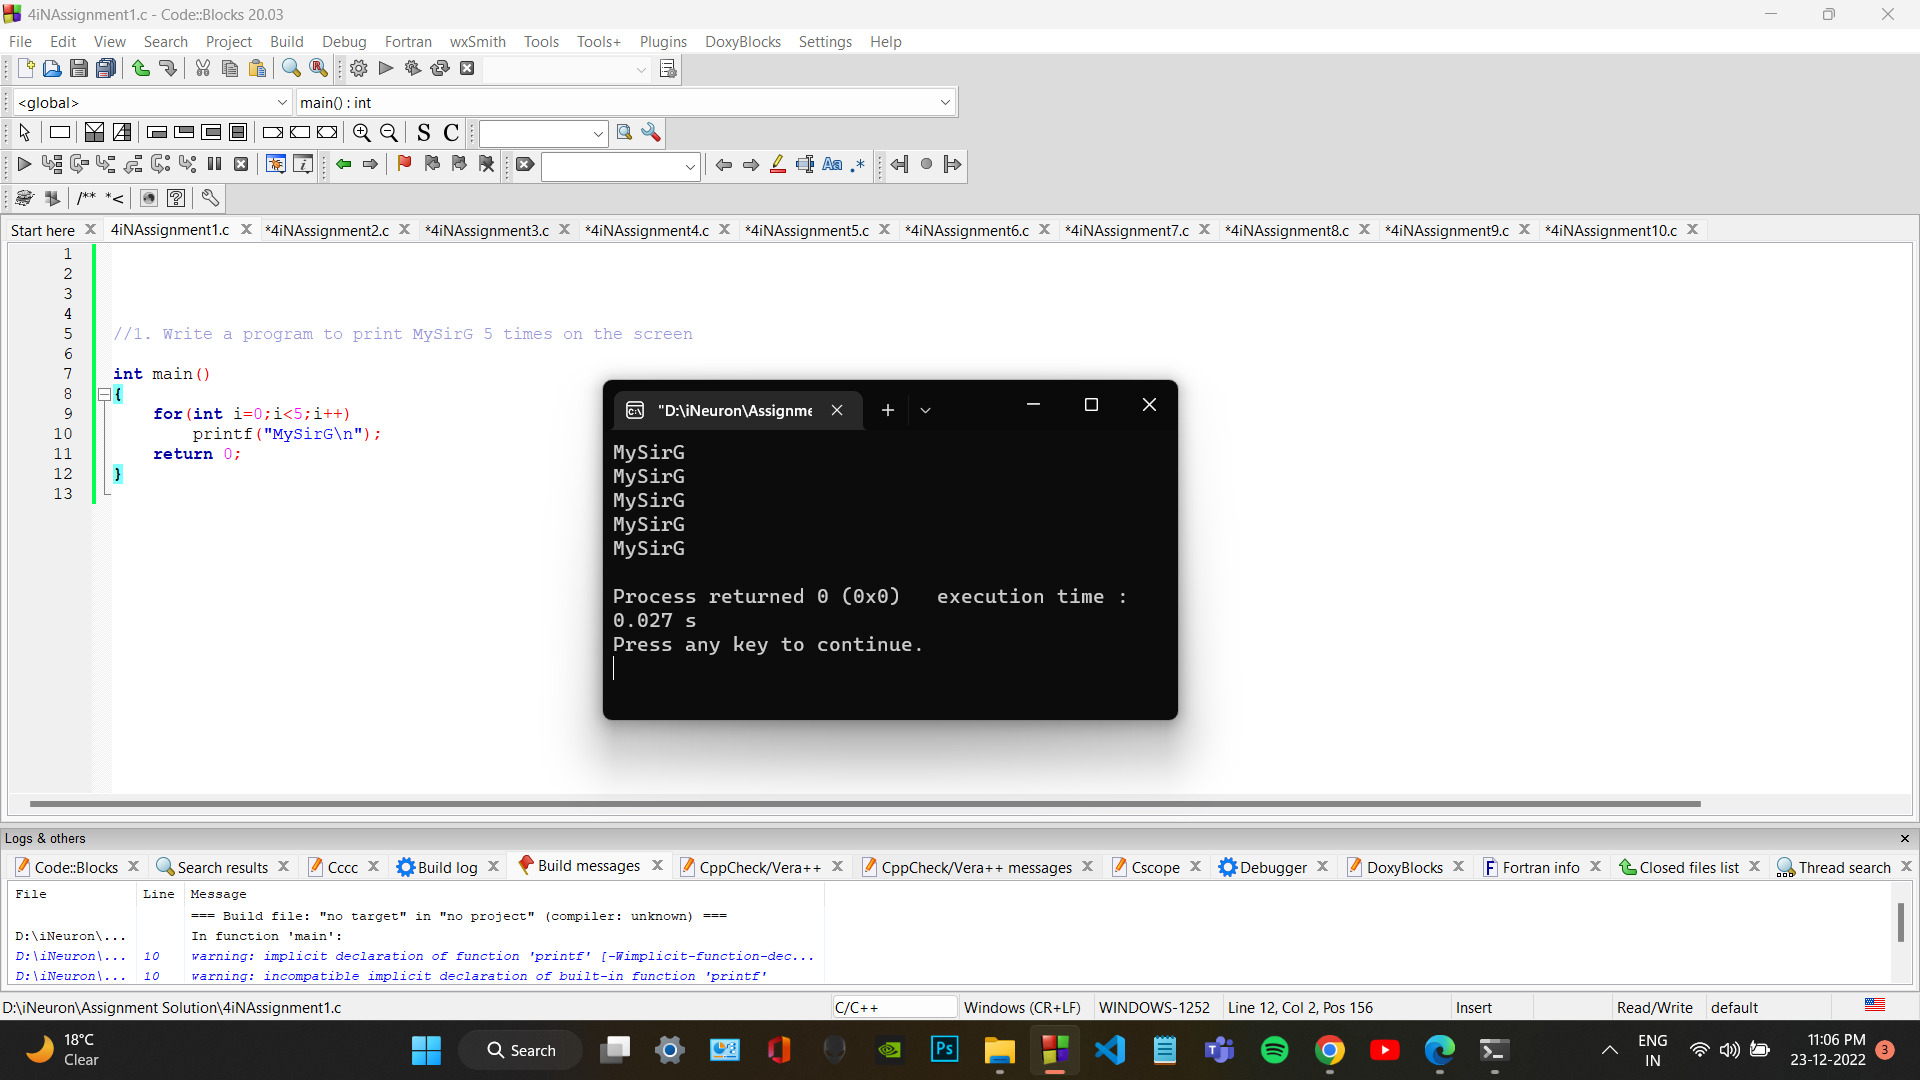 4iNAssignment1.c - Code::Blocks 20.03
File Edit View Search Project Build Debug Fortran wxSmith Tools Tools+ Plugins DoxyBlocks Settings Help
<global> main() : int
S C
Aa .*
/** *<
Start here 4iNAssignment1.c *4iNAssignment2.c *4iNAssignment3.c *4iNAssignment4.c *4iNAssignment5.c *4iNAssignment6.c *4iNAssignment7.c *4iNAssignment8.c *4iNAssignment9.c *4iNAssignment10.c
1
2
3
4
5 //1. Write a program to print MySirG 5 times on the screen
6
7 int main()
8 {
9 for(int i=0;i<5;i++)
10 printf("MySirG\n");
11 return 0;
12 }
13
"D:\iNeuron\Assignme
MySirG
MySirG
MySirG
MySirG
MySirG
Process returned 0 (0x0)   execution time :
0.027 s
Press any key to continue.
Logs & others
Code::Blocks Search results Cccc Build log Build messages CppCheck/Vera++ CppCheck/Vera++ messages Cscope Debugger DoxyBlocks Fortran info Closed files list Thread search
File Line Message
=== Build file: "no target" in "no project" (compiler: unknown) ===
D:\iNeuron\... In function 'main':
D:\iNeuron\... 10 warning: implicit declaration of function 'printf' [-Wimplicit-function-dec...
D:\iNeuron\... 10 warning: incompatible implicit declaration of built-in function 'printf'
D:\iNeuron\Assignment Solution\4iNAssignment1.c C/C++ Windows (CR+LF) WINDOWS-1252 Line 12, Col 2, Pos 156 Insert Read/Write default
18°C
Clear
Search
Ps
ENG
IN
11:06 PM
23-12-2022
3